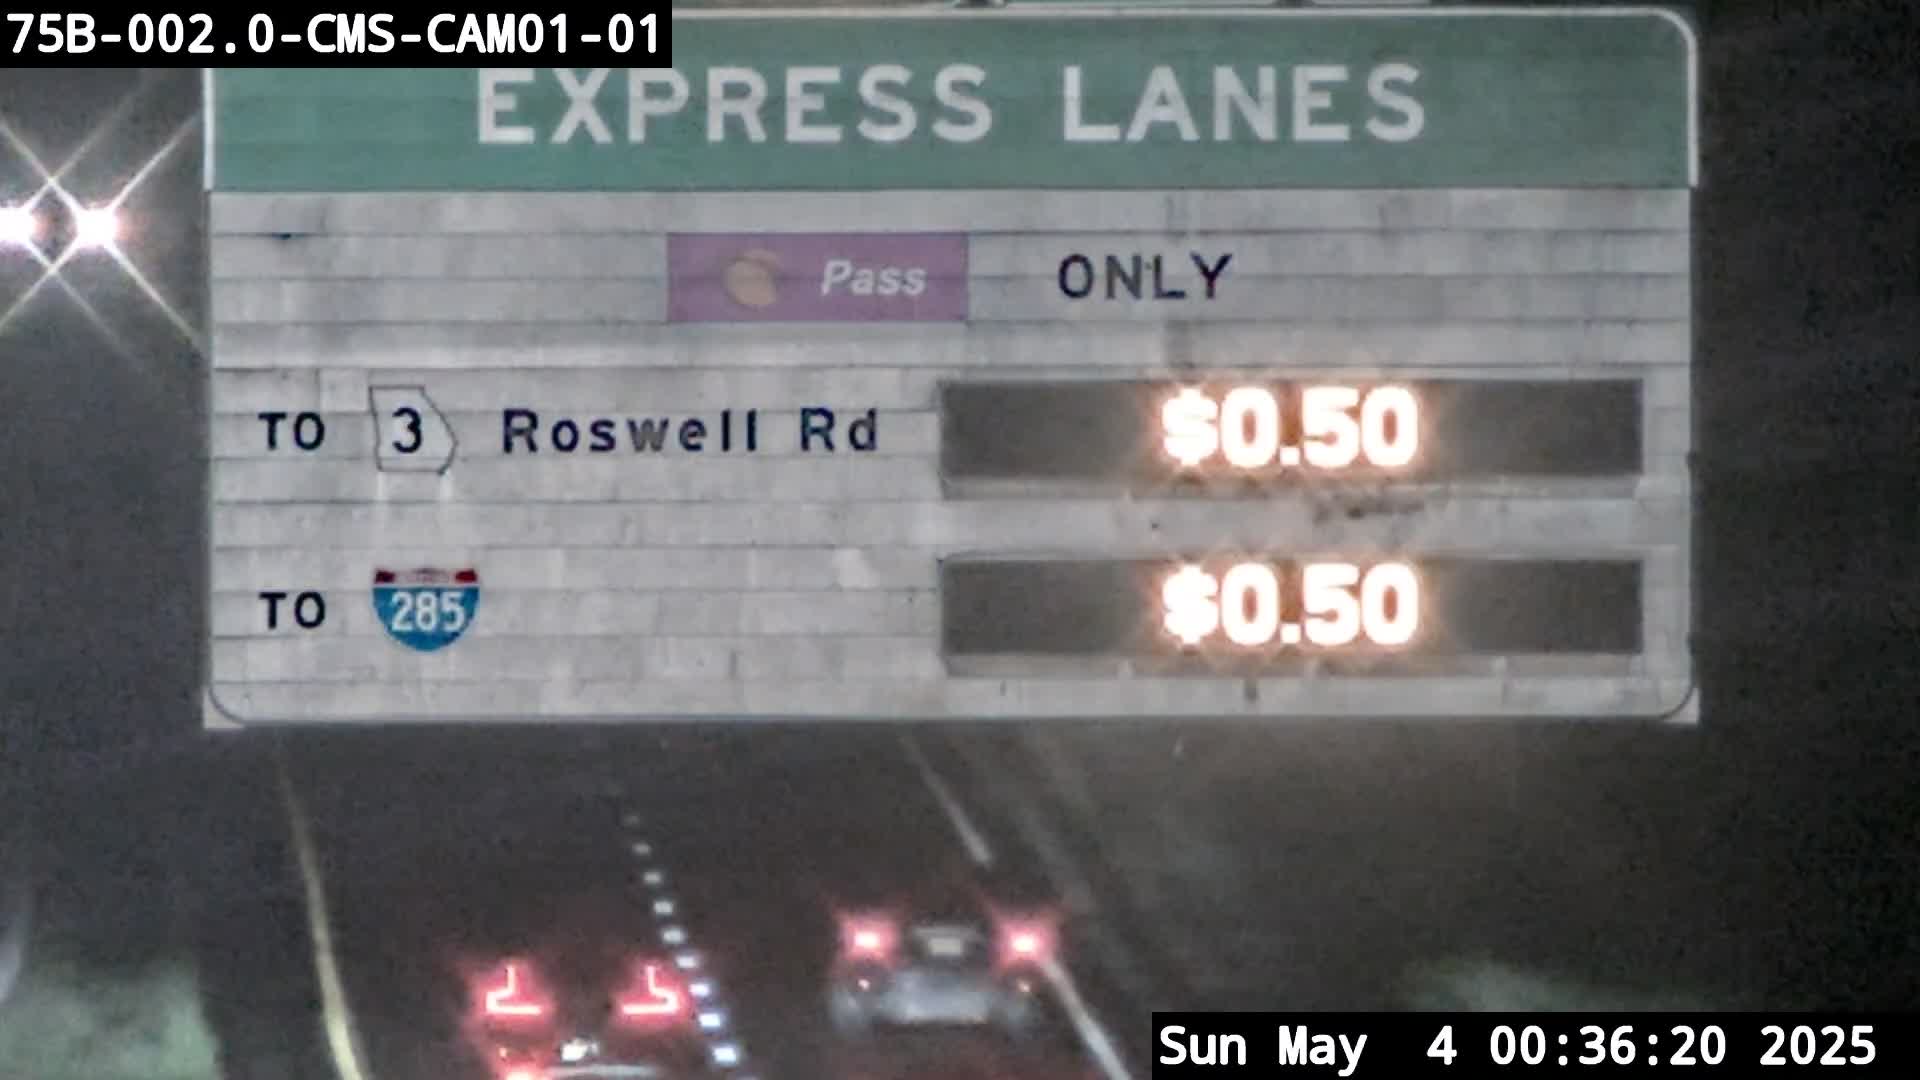 75B-002.0-CMS-CAM01-01
EXPRESS LANES
Pass ONLY
TO 3 Roswell Rd $0.50
TO 285 $0.50
Sun May 4 00:36:20 2025